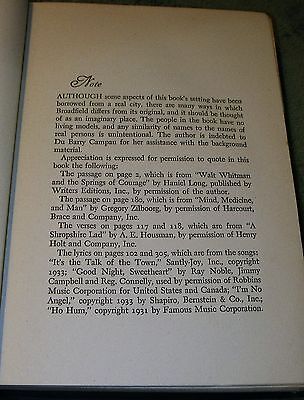 Note
ALTHOUGH some aspects of this book's setting have been
borrowed from a real city, there are many ways in which
Broadfield differs from its original, and it should be thought
of as an imaginary place. The people in the book have no
living models, and any similarity of names to the names of
real persons is unintentional. The author is indebted to
Du Barry Campau for her assistance with the background
material.
Appreciation is expressed for permission to quote in this
book the following:
The passage on page 2, which is from "Walt Whitman
and the Springs of Courage" by Haniel Long, published by
Writers Editions, Inc., by permission of the author.
The passage on page 182, which is from "Mind, Medicine,
and Man" by Gregory Zilboorg, by permission of Harcourt,
Brace and Company, Inc.
The verses on pages 117 and 118, which are from "A
Shropshire Lad" by A. E. Housman, by permission of Henry
Holt and Company, Inc.
The lyrics on pages 102 and 305, which are from the songs:
"It's the Talk of the Town," Santly-Joy, Inc., copyright
1933; "Good Night, Sweetheart" by Ray Noble, Jimmy
Campbell and Reg. Connelly, used by permission of Robbins
Music Corporation for United States and Canada; "I'm No
Angel," copyright 1933 by Shapiro, Bernstein & Co., Inc.;
"Ho Hum," copyright 1931 by Famous Music Corporation.